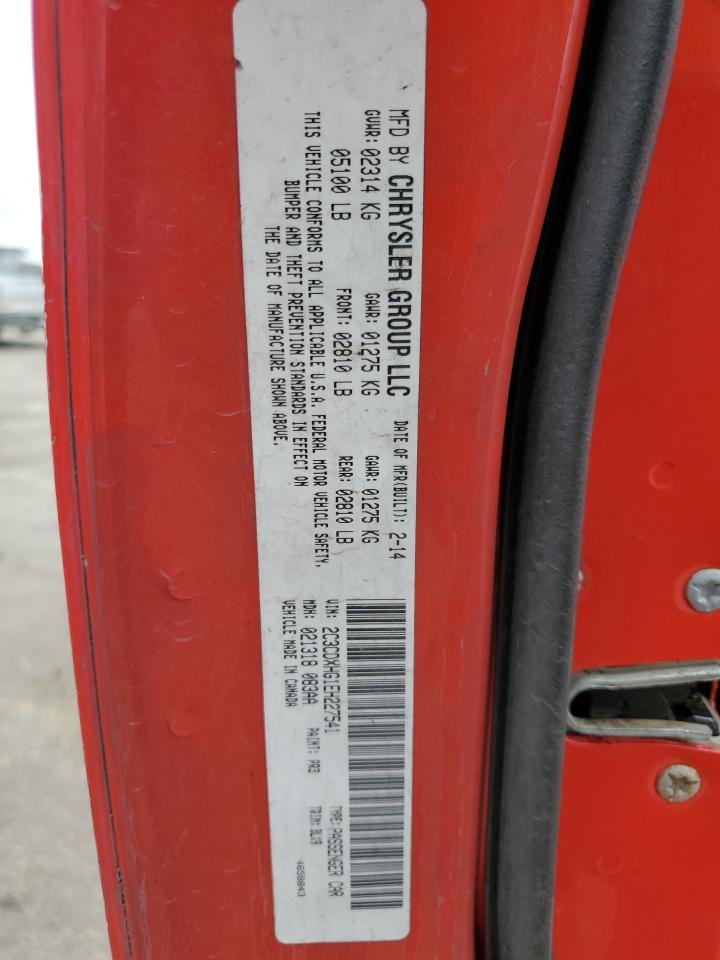 MFD BY CHRYSLER GROUP LLC DATE OF MFR(BUILT): 2-14
GVWR: 02314 KG GAWR: 01275 KG GAWR: 01275 KG
05100 LB FRONT: 02810 LB REAR: 02810 LB
THIS VEHICLE CONFORMS TO ALL APPLICABLE U.S.A. FEDERAL MOTOR VEHICLE SAFETY,
BUMPER AND THEFT PREVENTION STANDARDS IN EFFECT ON
THE DATE OF MANUFACTURE SHOWN ABOVE.
VIN: 2C3CDXHG1EH227541 TYPE: PASSENGER CAR
MDH: 021318 083AA PAINT: PR3 TRIM: DLX9
VEHICLE MADE IN CANADA 4658843